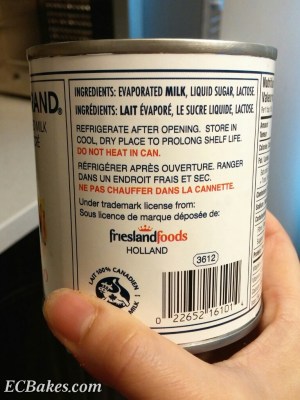 AND®
MILK
INGREDIENTS: EVAPORATED MILK, LIQUID SUGAR, LACTOSE.
INGRÉDIENTS: LAIT ÉVAPORÉ, LE SUCRE LIQUIDE, LACTOSE.
REFRIGERATE AFTER OPENING. STORE IN
COOL, DRY PLACE TO PROLONG SHELF LIFE.
DO NOT HEAT IN CAN.
RÉFRIGÉRER APRÈS OUVERTURE. RANGER
DANS UN ENDROIT FRAIS ET SEC.
NE PAS CHAUFFER DANS LA CANNETTE.
Under trademark license from:
Sous licence de marque déposée de:
frieslandfoods
HOLLAND
LAIT 100% CANADIEN
MILK
3612
0 22652 16101 4
ECBakes.com